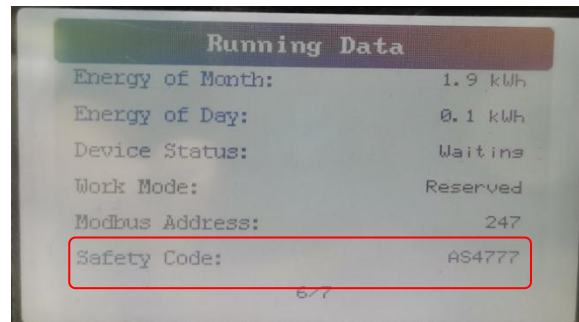 Running Data
Energy of Month: 1.9 kWh
Energy of Day: 0.1 kWh
Device Status: Waiting
Work Mode: Reserved
Modbus Address: 247
Safety Code: AS4777
6/7